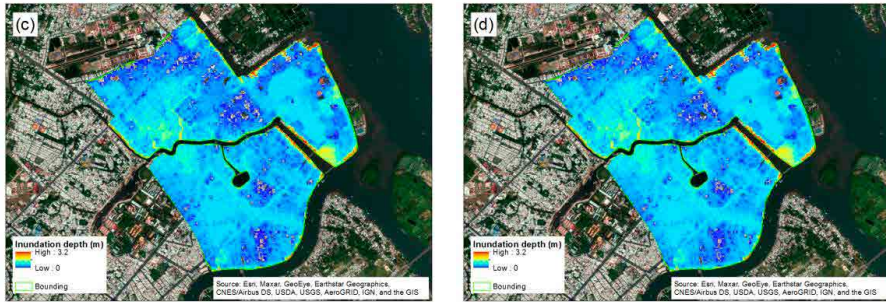 (c)
Inundation depth (m)
High : 3.2
Low : 0
Bounding
Source: Esri, Maxar, GeoEye, Earthstar Geographics,
CNES/Airbus DS, USDA, USGS, AeroGRID, IGN, and the GIS
(d)
Inundation depth (m)
High : 3.2
Low : 0
Bounding
Source: Esri, Maxar, GeoEye, Earthstar Geographics,
CNES/Airbus DS, USDA, USGS, AeroGRID, IGN, and the GIS